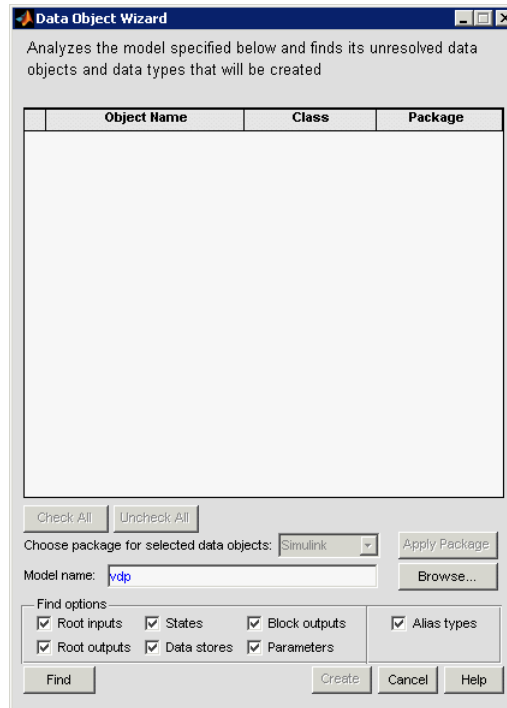 Data Object Wizard
Analyzes the model specified below and finds its unresolved data
objects and data types that will be created
Object Name Class Package
Check All Uncheck All
Choose package for selected data objects: Simulink Apply Package
Model name: vdp Browse...
Find options
Root inputs States Block outputs Alias types
Root outputs Data stores Parameters
Find Create Cancel Help